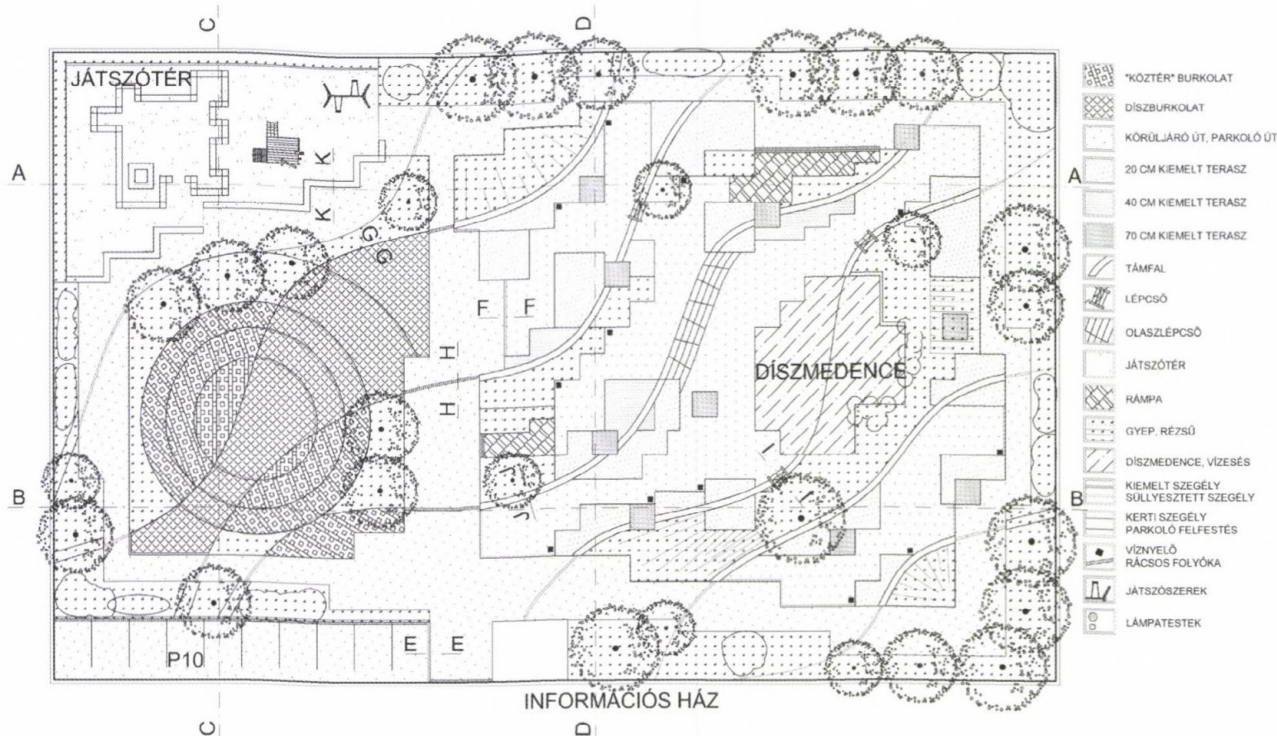 C
D
JÁTSZÓTÉR
"KÖZTÉR" BURKOLAT
DÍSZBURKOLAT
KÖRÜLJÁRÓ ÚT, PARKOLÓ ÚT
20 CM KIEMELT TERASZ
40 CM KIEMELT TERASZ
70 CM KIEMELT TERASZ
TÁMFAL
LÉPCSŐ
OLASZLÉPCSŐ
JÁTSZÓTÉR
RÁMPA
GYEP, RÉZSŰ
DÍSZMEDENCE, VÍZESÉS
KIEMELT SZEGÉLY
SÜLLYESZTETT SZEGÉLY
KERTI SZEGÉLY
PARKOLÓ FELFESTÉS
VÍZNYELŐ
RÁCSOS FOLYÓKA
JÁTSZÓSZEREK
LÁMPATESTEK
A
A
K
K
G
G
F
F
H
H
DÍSZMEDENCE
I
I
J
J
B
B
E
E
P10
INFORMÁCIÓS HÁZ
C
D